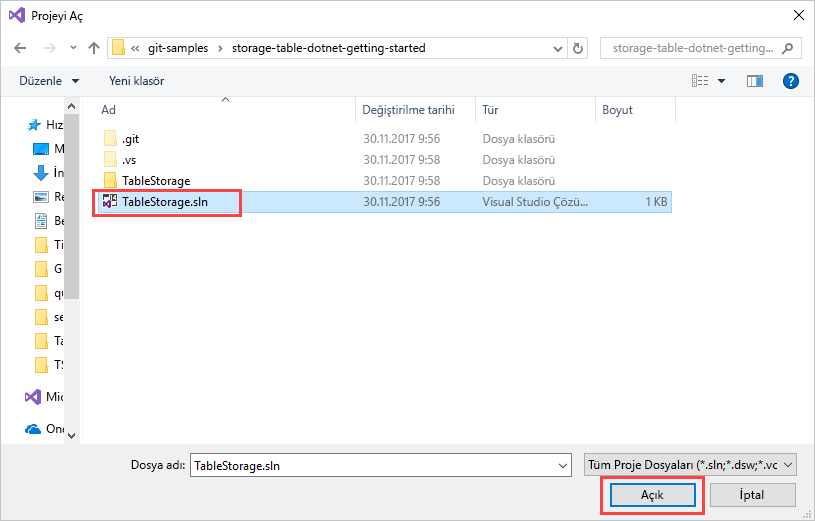 Projeyi Aç
« git-samples > storage-table-dotnet-getting-started
storage-table-dotnet-getting...
Düzenle
Yeni klasör
Ad
Değiştirilme tarihi
Tür
Boyut
.git 30.11.2017 9:56 Dosya klasörü
.vs 30.11.2017 9:58 Dosya klasörü
TableStorage 30.11.2017 9:58 Dosya klasörü
TableStorage.sln 30.11.2017 9:56 Visual Studio Çözü... 1 KB
Hız
M
İn
Re
Be
Ti
G
qu
se
Ta
TS
Mic
One
Dosya adı: TableStorage.sln
Tüm Proje Dosyaları (*.sln;*.dsw;*.vc
Açık
İptal